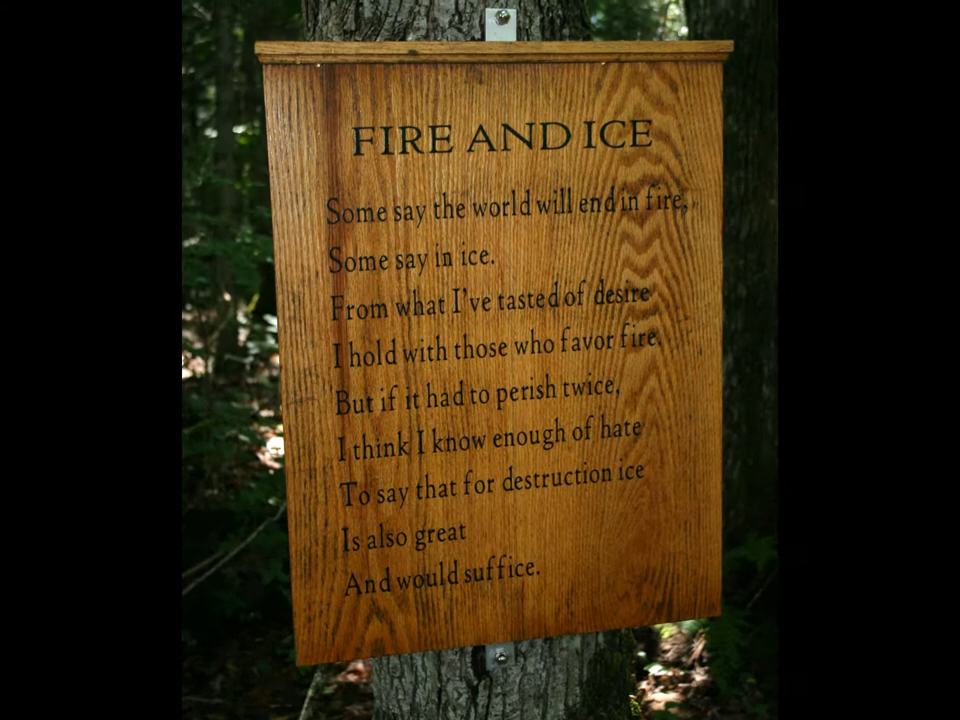 FIRE AND ICE
Some say the world will end in fire,
Some say in ice.
From what I've tasted of desire
I hold with those who favor fire.
But if it had to perish twice,
I think I know enough of hate
To say that for destruction ice
Is also great
And would suffice.